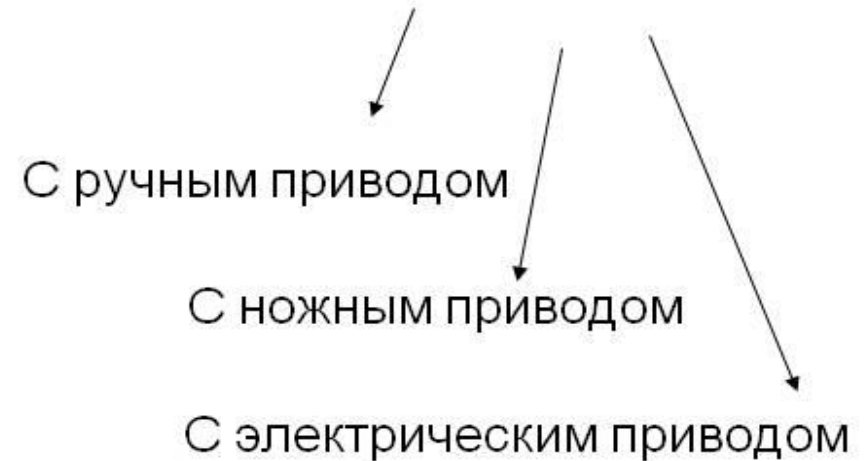 С ручным приводом
С ножным приводом
С электрическим приводом